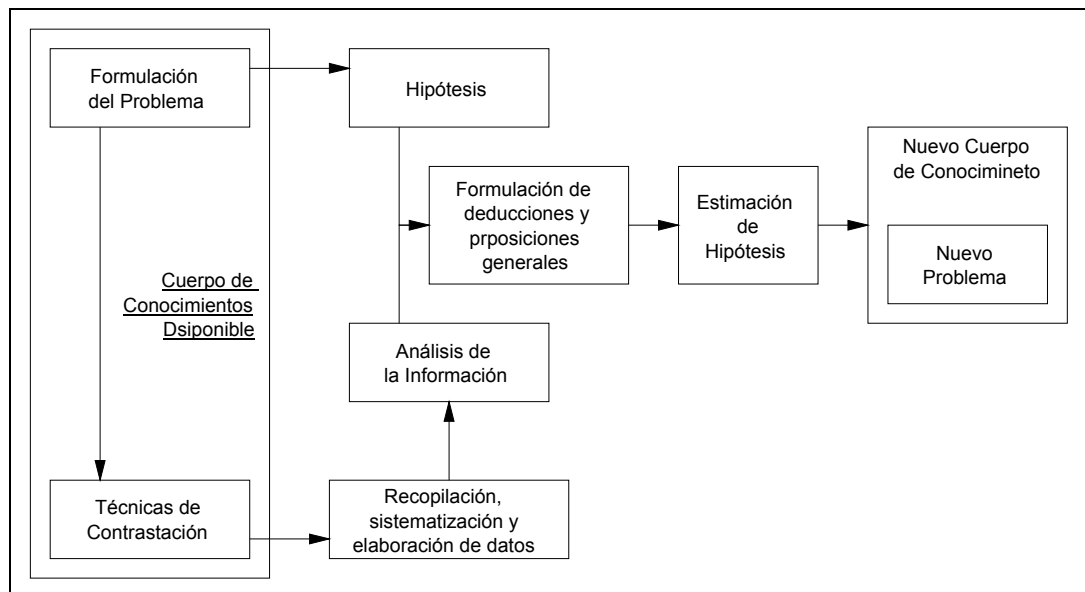 Formulación
del Problema
Hipótesis
Nuevo Cuerpo
de Conocimineto
Formulación de
deducciones y
prposiciones
generales
Estimación
de
Hipótesis
Nuevo
Problema
Cuerpo de
Conocimientos
Dsiponible
Análisis de
la Información
Técnicas de
Contrastación
Recopilación,
sistematización y
elaboración de datos